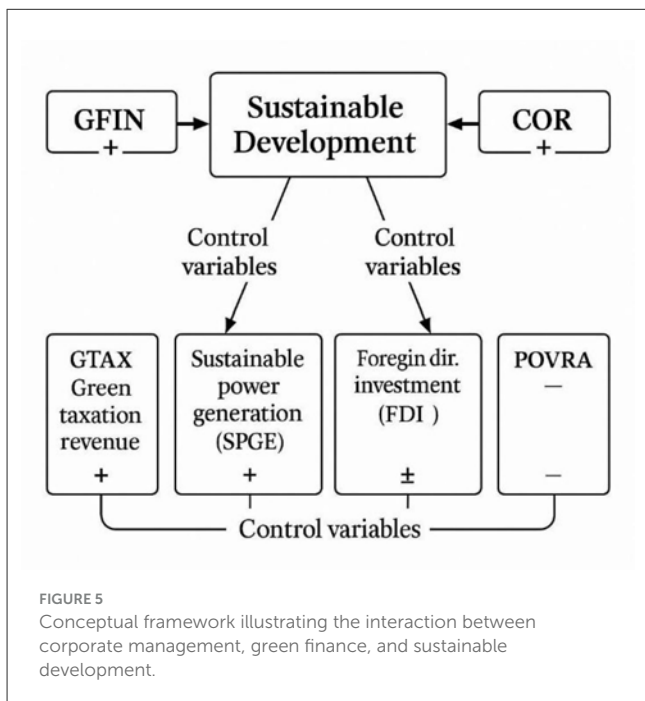 GFIN
+
Sustainable
Development
COR
+
Control
variables
Control
variables
GTAX
Green
taxation
revenue
+
Sustainable
power
generation
(SPGE)
+
Foregin dir.
investment
(FDI )
±
POVRA
—
—
Control variables
FIGURE 5
Conceptual framework illustrating the interaction between
corporate management, green finance, and sustainable
development.